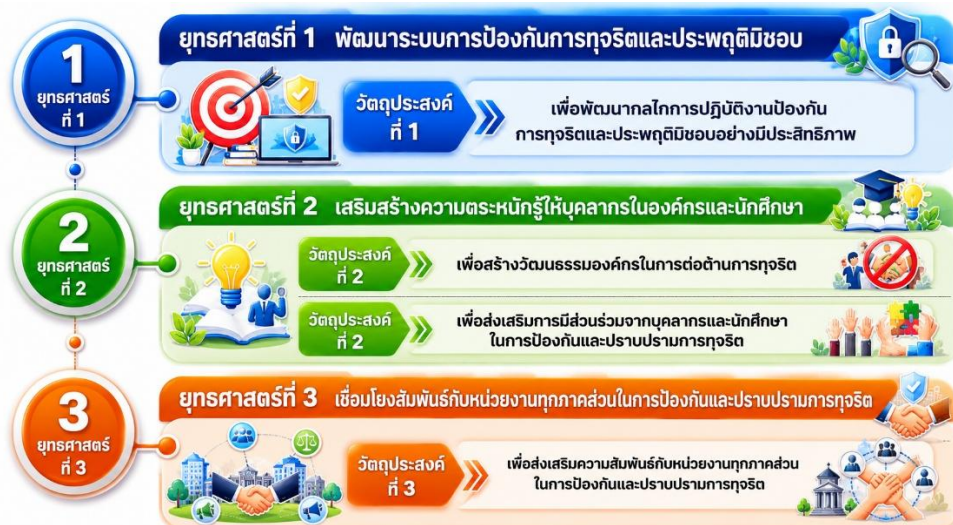 1
ยุทธศาสตร์
ที่ 1
ยุทธศาสตร์ที่ 1 พัฒนาระบบการป้องกันการทุจริตและประพฤติมิชอบ
วัตถุประสงค์
ที่ 1
เพื่อพัฒนากลไกการปฏิบัติงานป้องกัน
การทุจริตและประพฤติมิชอบอย่างมีประสิทธิภาพ
2
ยุทธศาสตร์
ที่ 2
ยุทธศาสตร์ที่ 2 เสริมสร้างความตระหนักรู้ให้บุคลากรในองค์กรและนักศึกษา
วัตถุประสงค์
ที่ 2
เพื่อสร้างวัฒนธรรมองค์กรในการต่อต้านการทุจริต
วัตถุประสงค์
ที่ 2
เพื่อส่งเสริมการมีส่วนร่วมจากบุคลากรและนักศึกษา
ในการป้องกันและปราบปรามการทุจริต
3
ยุทธศาสตร์
ที่ 3
ยุทธศาสตร์ที่ 3 เชื่อมโยงสัมพันธ์กับหน่วยงานทุกภาคส่วนในการป้องกันและปราบปรามการทุจริต
วัตถุประสงค์
ที่ 3
เพื่อส่งเสริมความสัมพันธ์กับหน่วยงานทุกภาคส่วน
ในการป้องกันและปราบปรามการทุจริต